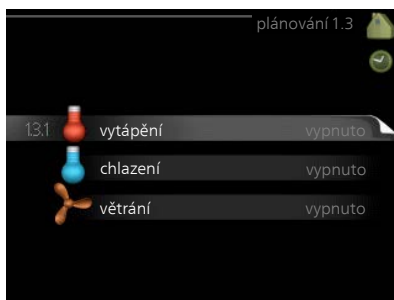 plánování 1.3
1.3.1 vytápění vypnuto
chlazení vypnuto
větrání vypnuto